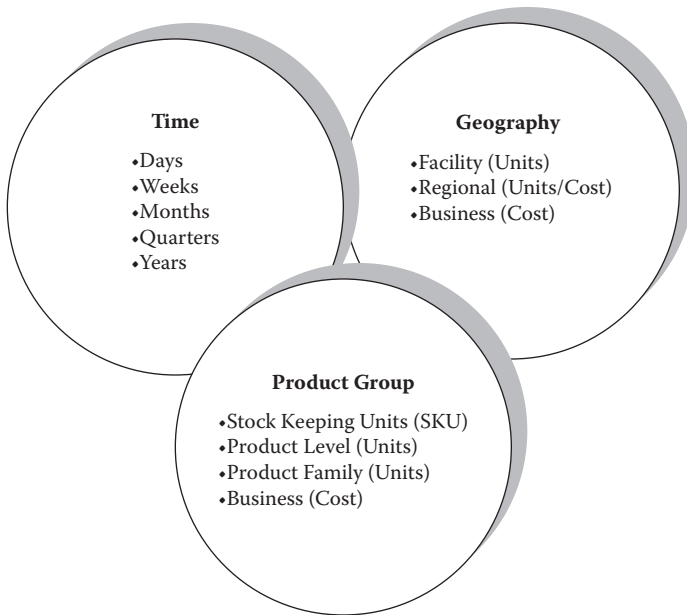 Time
•Days
•Weeks
•Months
•Quarters
•Years
Geography
•Facility (Units)
•Regional (Units/Cost)
•Business (Cost)
Product Group
•Stock Keeping Units (SKU)
•Product Level (Units)
•Product Family (Units)
•Business (Cost)